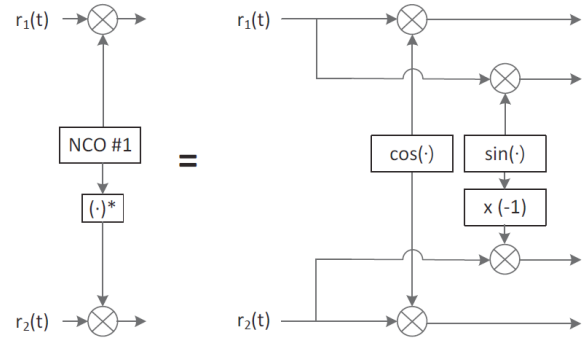 r₁(t)
NCO #1
(·)*
r₂(t)
=
r₁(t)
cos(·)
sin(·)
x (-1)
r₂(t)